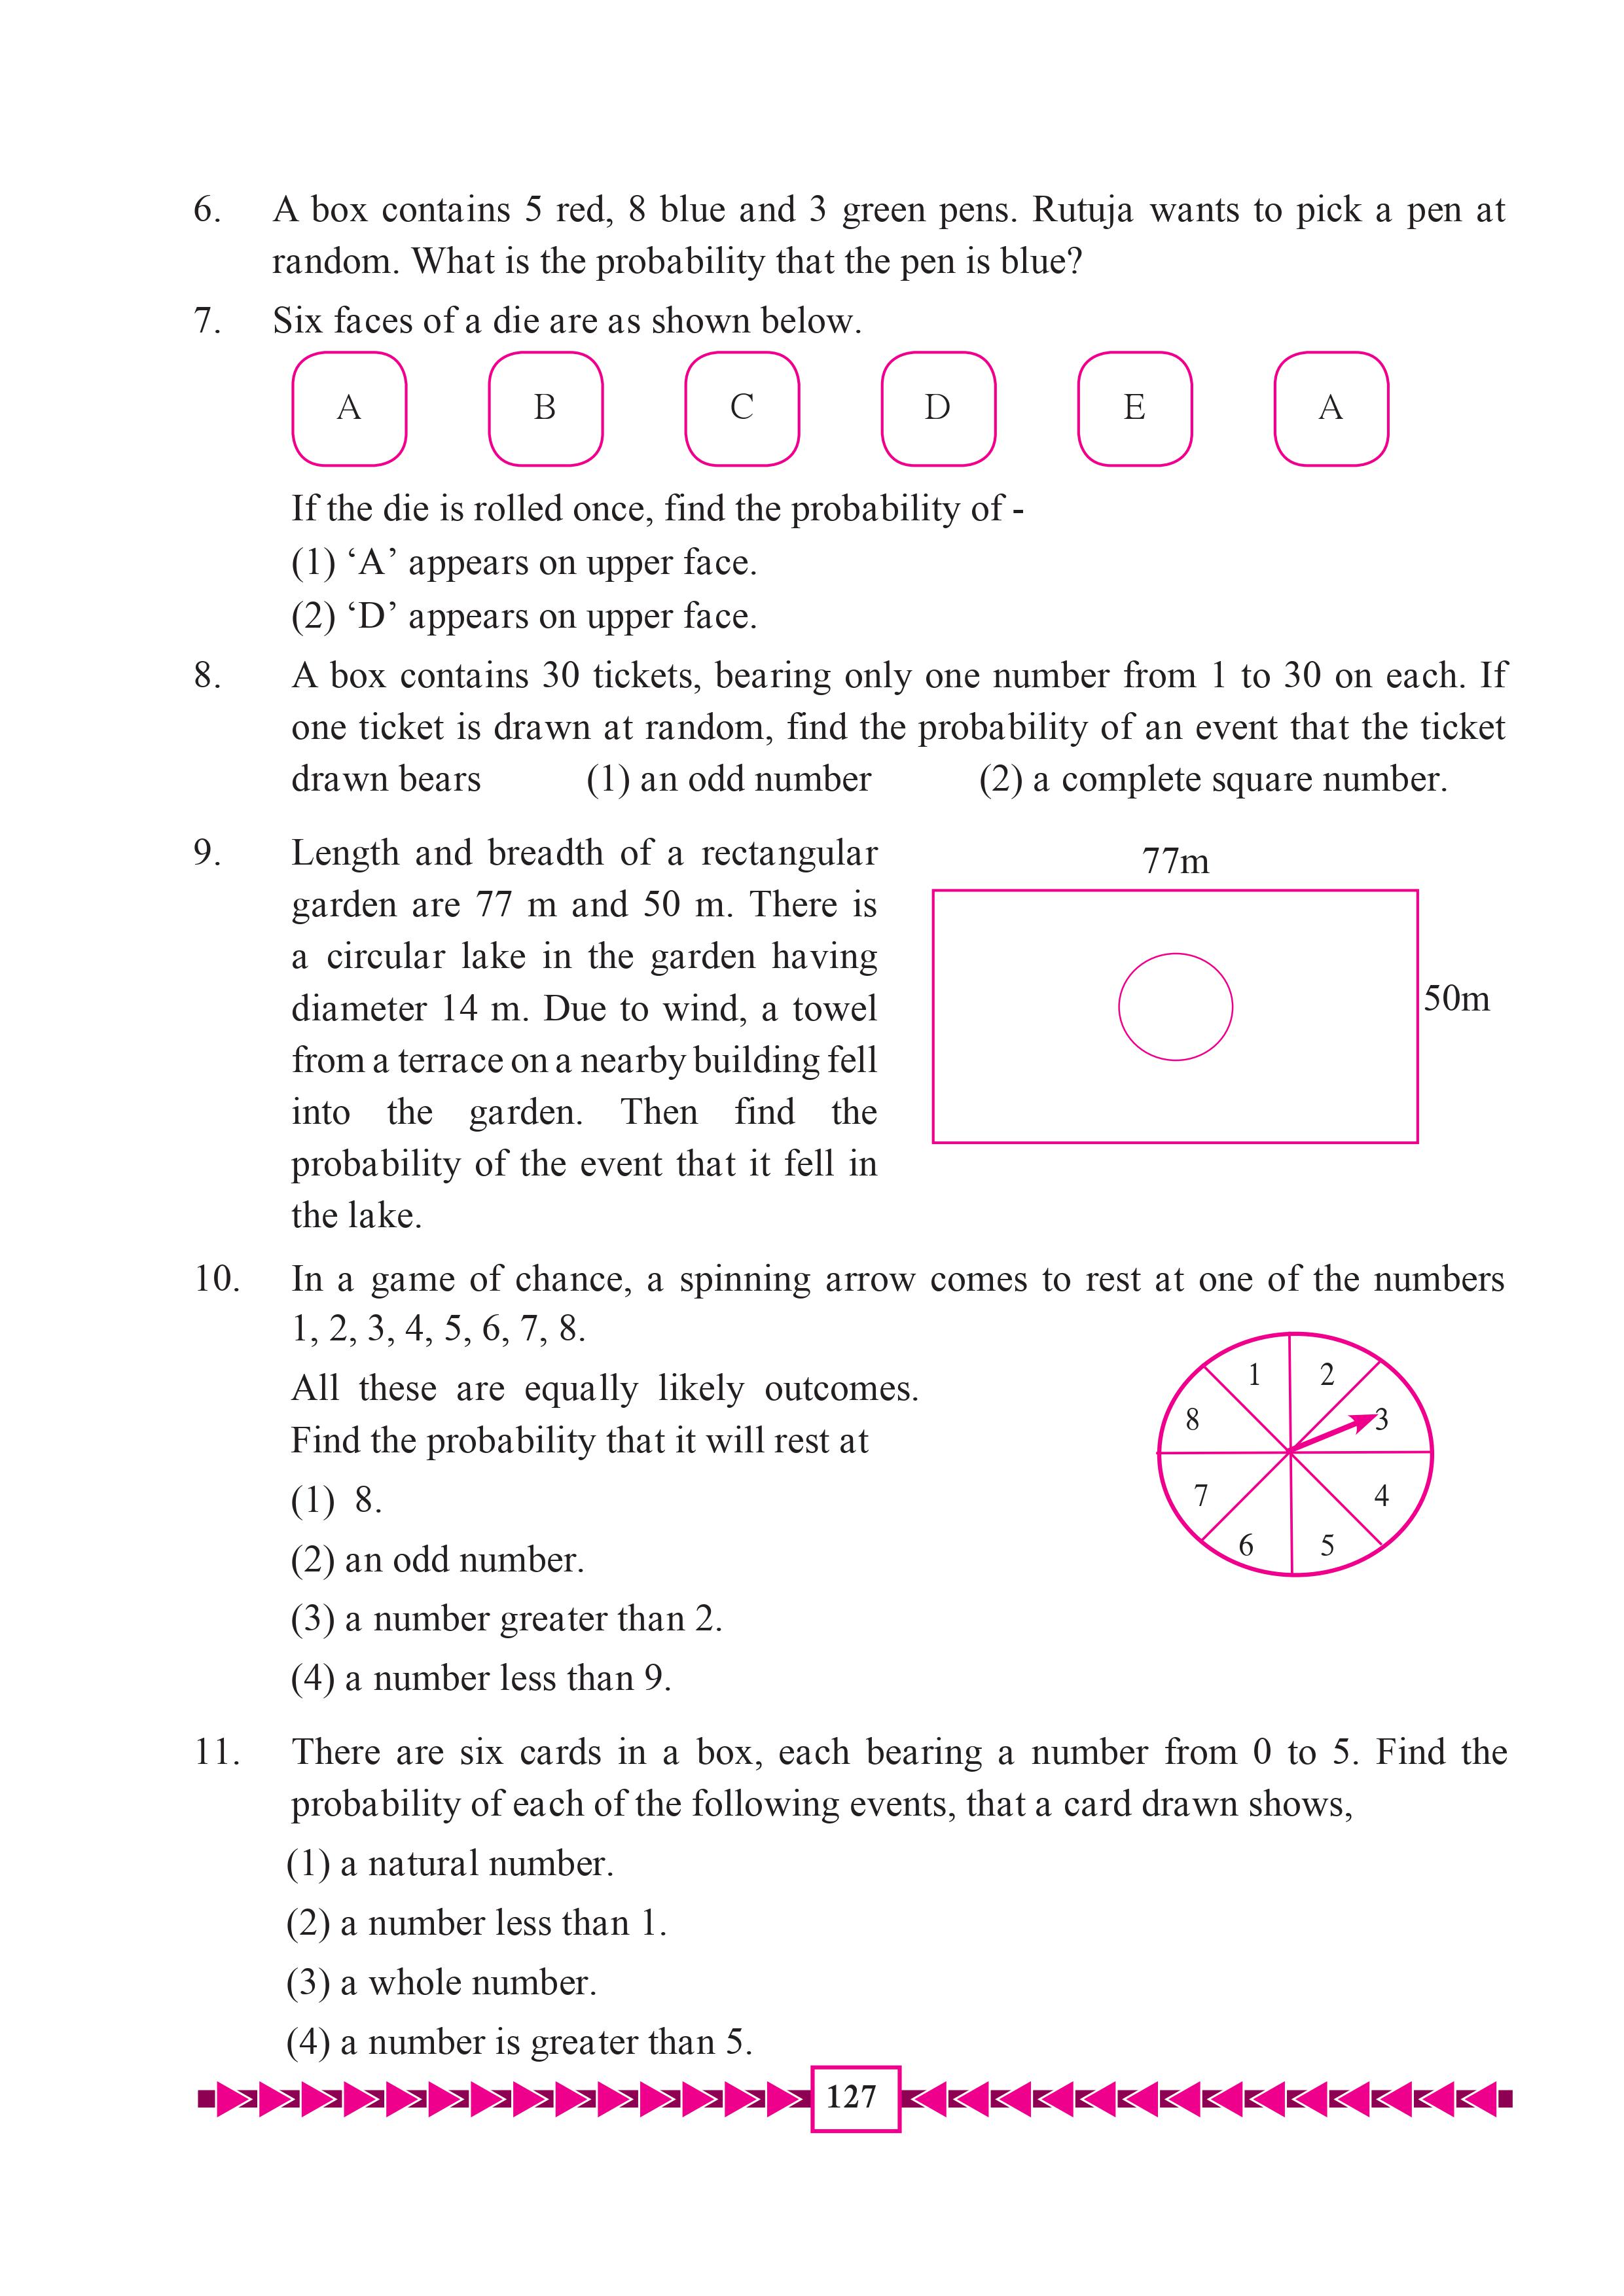 6. A box contains 5 red, 8 blue and 3 green pens. Rutuja wants to pick a pen at
random. What is the probability that the pen is blue?
7. Six faces of a die are as shown below.
A B C D E A
If the die is rolled once, find the probability of -
(1) ‘A’ appears on upper face.
(2) ‘D’ appears on upper face.
8. A box contains 30 tickets, bearing only one number from 1 to 30 on each. If
one ticket is drawn at random, find the probability of an event that the ticket
drawn bears (1) an odd number (2) a complete square number.
9. Length and breadth of a rectangular
garden are 77 m and 50 m. There is
a circular lake in the garden having
diameter 14 m. Due to wind, a towel
from a terrace on a nearby building fell
into the garden. Then find the
probability of the event that it fell in
the lake.
77m
50m
10. In a game of chance, a spinning arrow comes to rest at one of the numbers
1, 2, 3, 4, 5, 6, 7, 8.
All these are equally likely outcomes.
Find the probability that it will rest at
(1) 8.
(2) an odd number.
(3) a number greater than 2.
(4) a number less than 9.
1 2
8 3
7 4
6 5
11. There are six cards in a box, each bearing a number from 0 to 5. Find the
probability of each of the following events, that a card drawn shows,
(1) a natural number.
(2) a number less than 1.
(3) a whole number.
(4) a number is greater than 5.
127